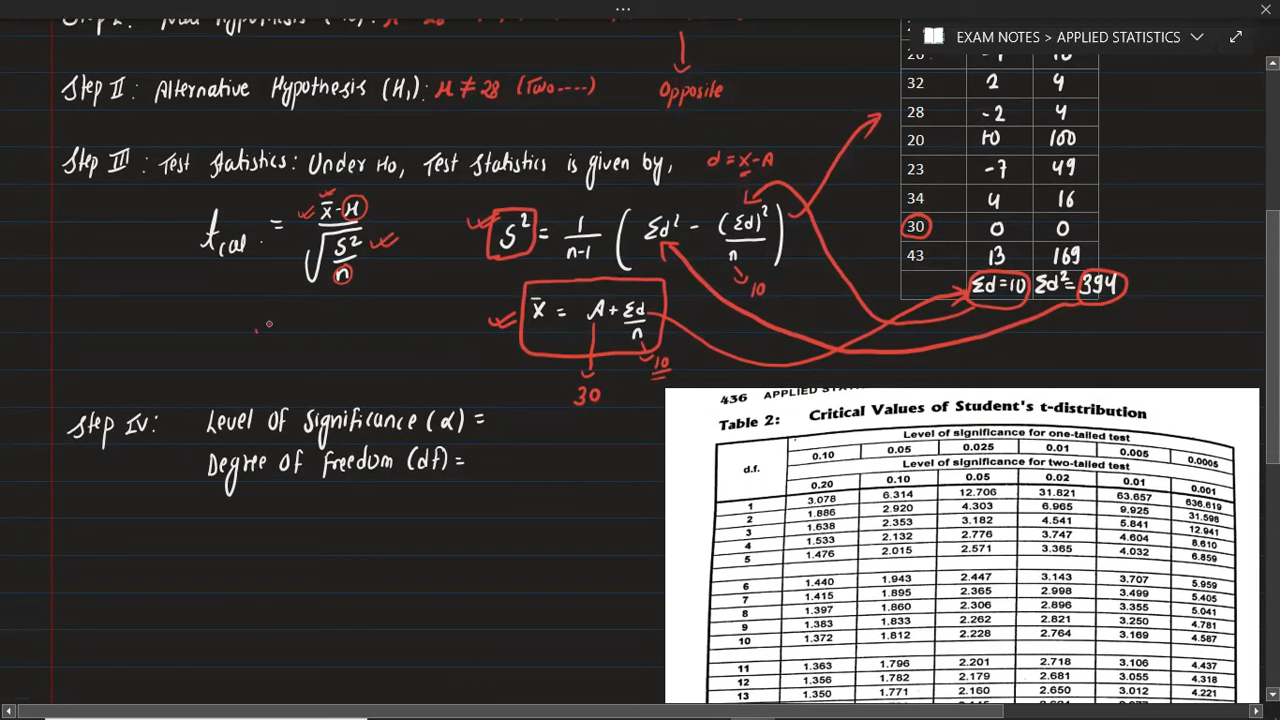 EXAM NOTES > APPLIED STATISTICS
Step II: Alternative Hypothesis (H₁): μ ≠ 28 (Two----)
Opposite
Step III: Test Statistics: Under Ho, Test Statistics is given by,
d = x - A
t cal = x̄ - μ / √ S² / n
S² = 1 / n-1 ( Σd² - (Σd)² / n )
10
x̄ = A + Σd / n
10
30
32 2 4
28 -2 4
20 10 100
23 -7 49
34 4 16
30 0 0
43 13 169
Σd = 10 Σd² = 394
Step IV: Level Of Significance (α) =
Degree of freedom (df) =
436
Table 2: Critical Values of Student's t-distribution
Level of significance for one-tailed test
d.f. 0.10 0.05 0.025 0.01 0.005 0.0005
Level of significance for two-tailed test
0.20 0.10 0.05 0.02 0.01 0.001
1 3.078 6.314 12.706 31.821 63.657 636.619
2 1.886 2.920 4.303 6.965 9.925 31.598
3 1.638 2.353 3.182 4.541 5.841 12.941
4 1.533 2.132 2.776 3.747 4.604 8.610
5 1.476 2.015 2.571 3.365 4.032 6.859
6 1.440 1.943 2.447 3.143 3.707 5.959
7 1.415 1.895 2.365 2.998 3.499 5.405
8 1.397 1.860 2.306 2.896 3.355 5.041
9 1.383 1.833 2.262 2.821 3.250 4.781
10 1.372 1.812 2.228 2.764 3.169 4.587
11 1.363 1.796 2.201 2.718 3.106 4.437
12 1.356 1.782 2.179 2.681 3.055 4.318
13 1.350 1.771 2.160 2.650 3.012 4.221